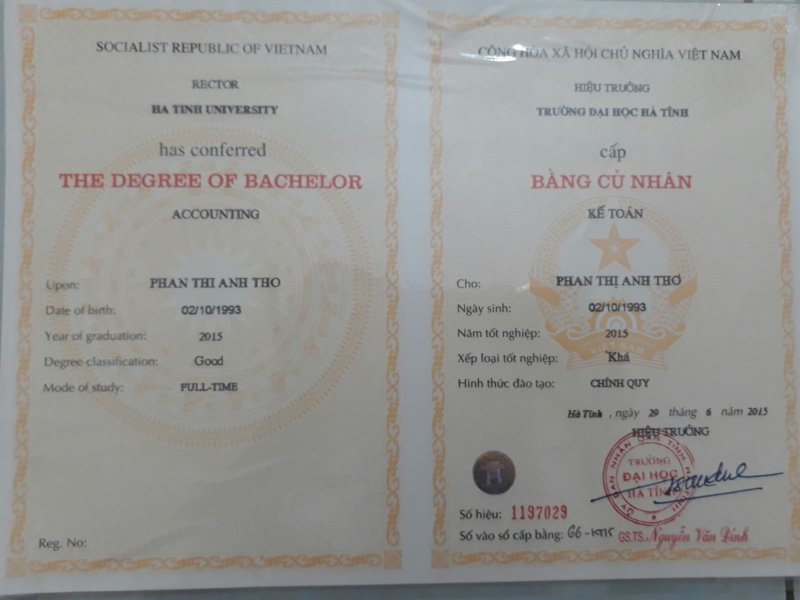 SOCIALIST REPUBLIC OF VIETNAM
RECTOR
HA TINH UNIVERSITY
has conferred
THE DEGREE OF BACHELOR
ACCOUNTING
Upon: PHAN THI ANH THO
Date of birth: 02/10/1993
Year of graduation: 2015
Degree classification: Good
Mode of study: FULL-TIME
Reg. No:
CỘNG HÒA XÃ HỘI CHỦ NGHĨA VIỆT NAM
HIỆU TRƯỞNG
TRƯỜNG ĐẠI HỌC HÀ TĨNH
cấp
BẰNG CỬ NHÂN
KẾ TOÁN
Cho: PHAN THỊ ANH THƠ
Ngày sinh: 02/10/1993
Năm tốt nghiệp: 2015
Xếp loại tốt nghiệp: Khá
Hình thức đào tạo: CHÍNH QUY
Hà Tĩnh, ngày 29 tháng 6 năm 2015
HIỆU TRƯỞNG
TRƯỜNG
ĐẠI HỌC
HÀ TĨNH
Số hiệu: 1197029
Số vào sổ cấp bằng: 66-KT15
GS.TS. Nguyễn Văn Đính